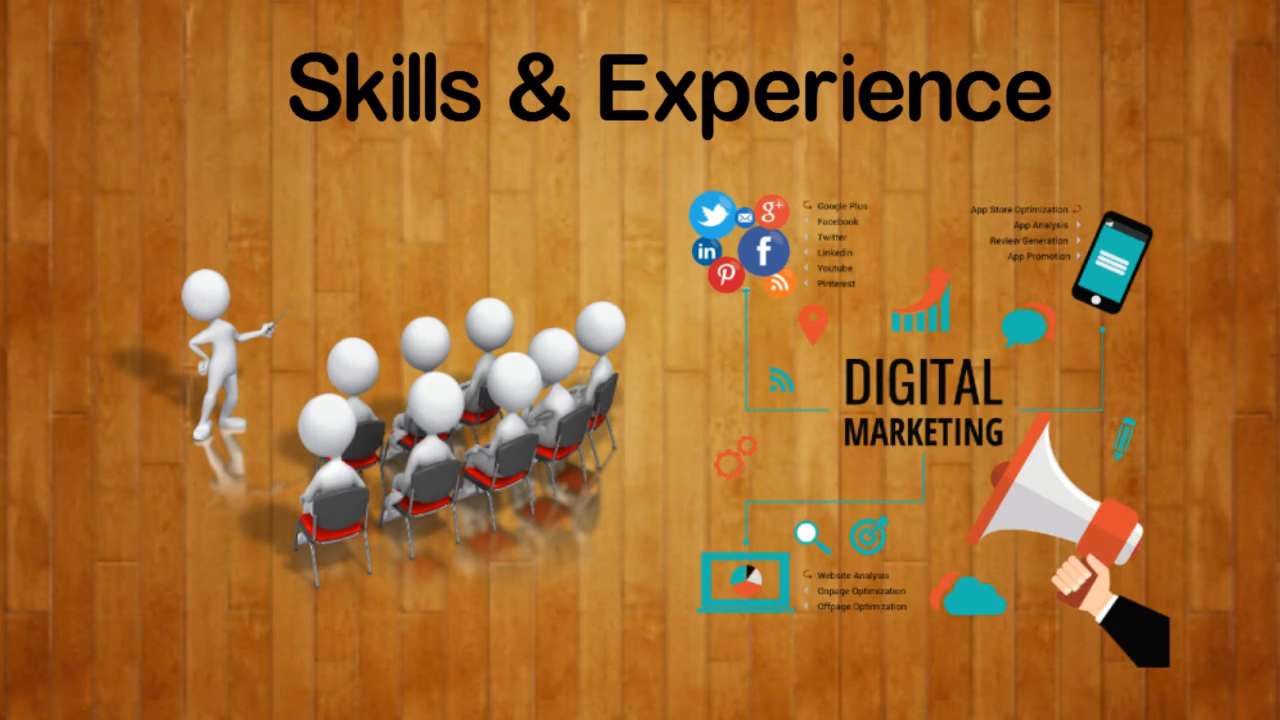 Skills & Experience
Google Plus
Facebook
Twitter
Linkedin
Youtube
Pinterest
App Store Optimization
App Analysis
Review Generation
App Promotion
g+
in
f
DIGITAL
MARKETING
Website Analysis
Onpage Optimization
Offpage Optimization